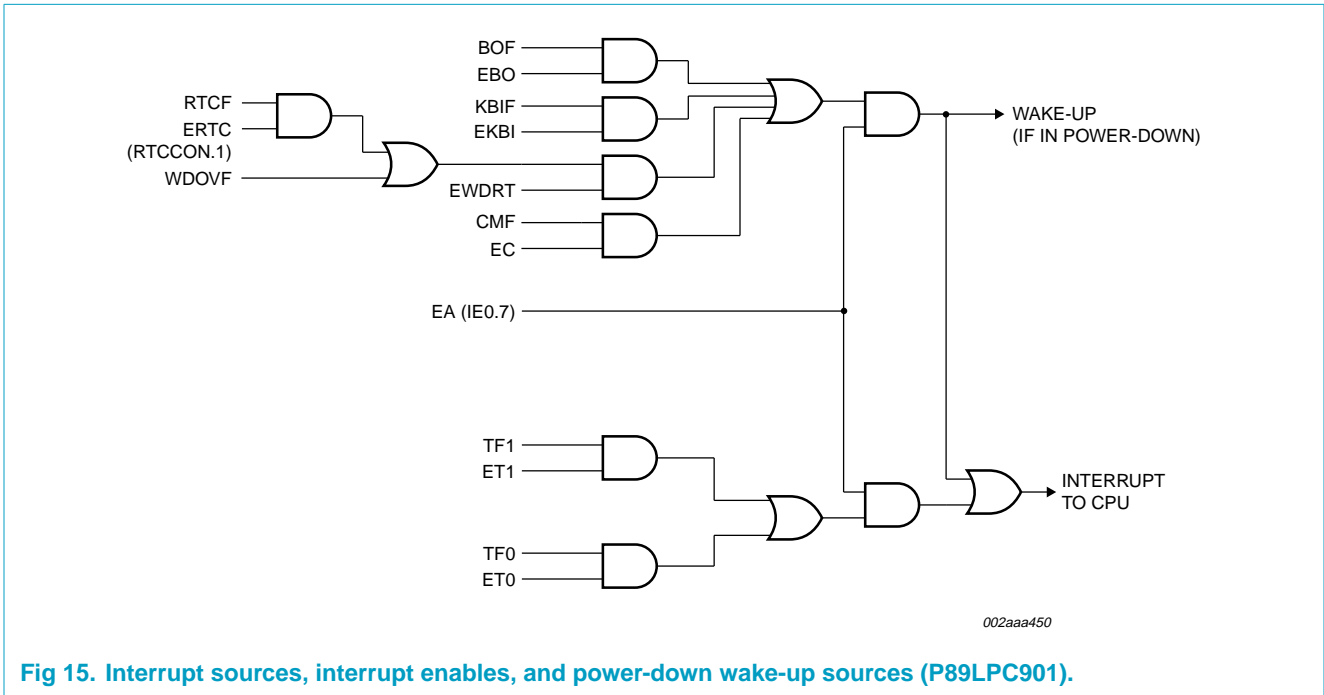 BOF
EBO
RTCF
KBIF
ERTC
EKBI
(RTCCON.1)
WDOVF
EWDRT
CMF
EC
WAKE-UP
(IF IN POWER-DOWN)
EA (IE0.7)
TF1
ET1
INTERRUPT
TO CPU
TF0
ET0
002aaa450
Fig 15. Interrupt sources, interrupt enables, and power-down wake-up sources (P89LPC901).